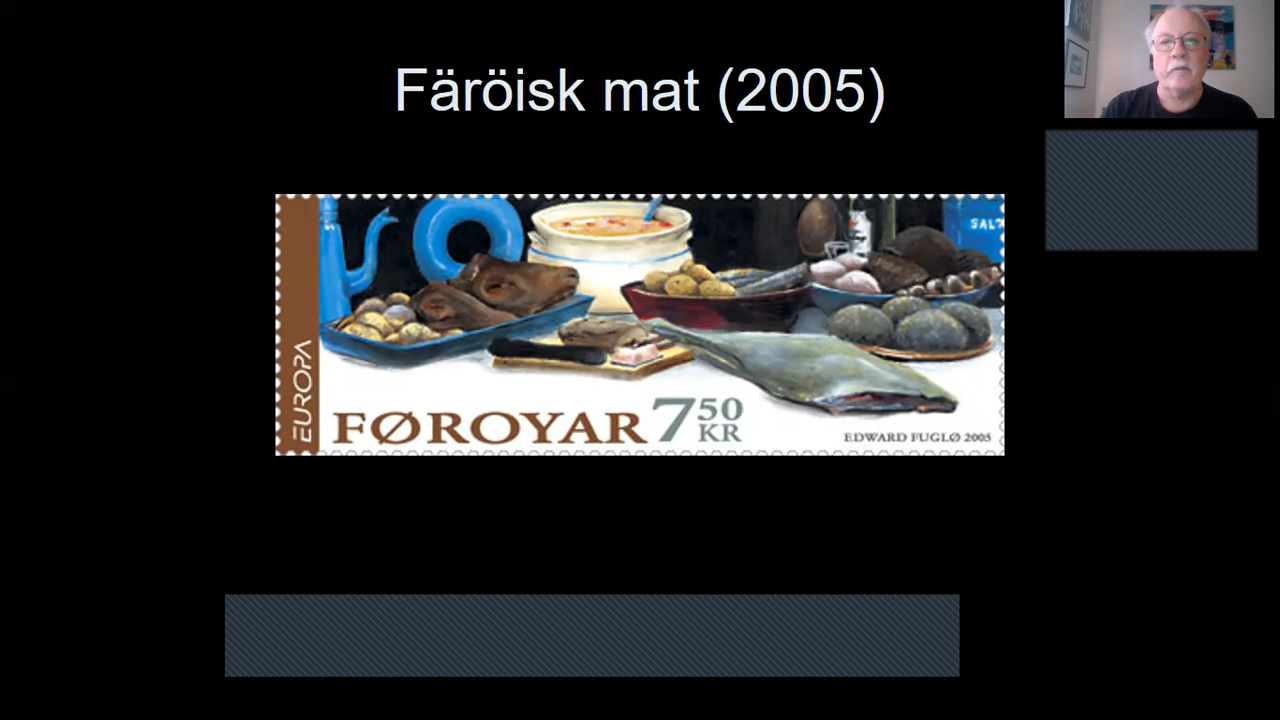 Färöisk mat (2005)
SALT
EUROPA
FØROYAR 7 50 KR
EDWARD FUGLØ 2005